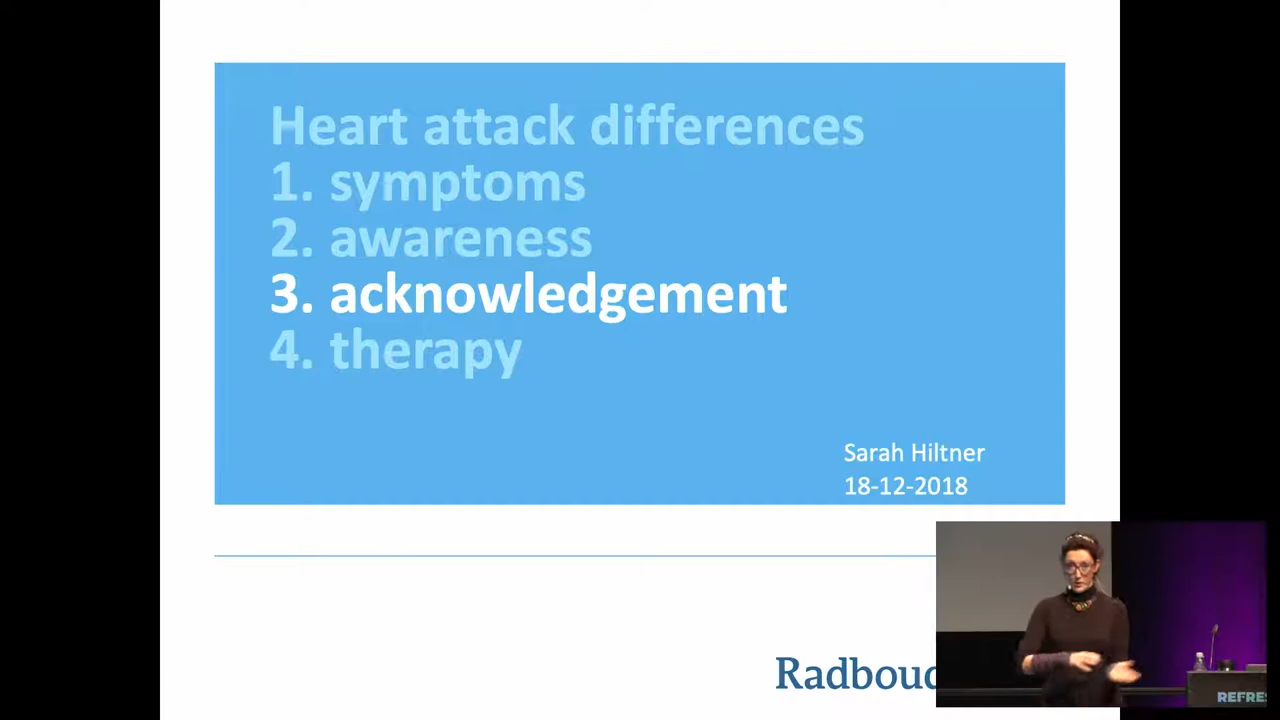 Heart attack differences
1. symptoms
2. awareness
3. acknowledgement
4. therapy
Sarah Hiltner
18-12-2018
Radboud
REFRES